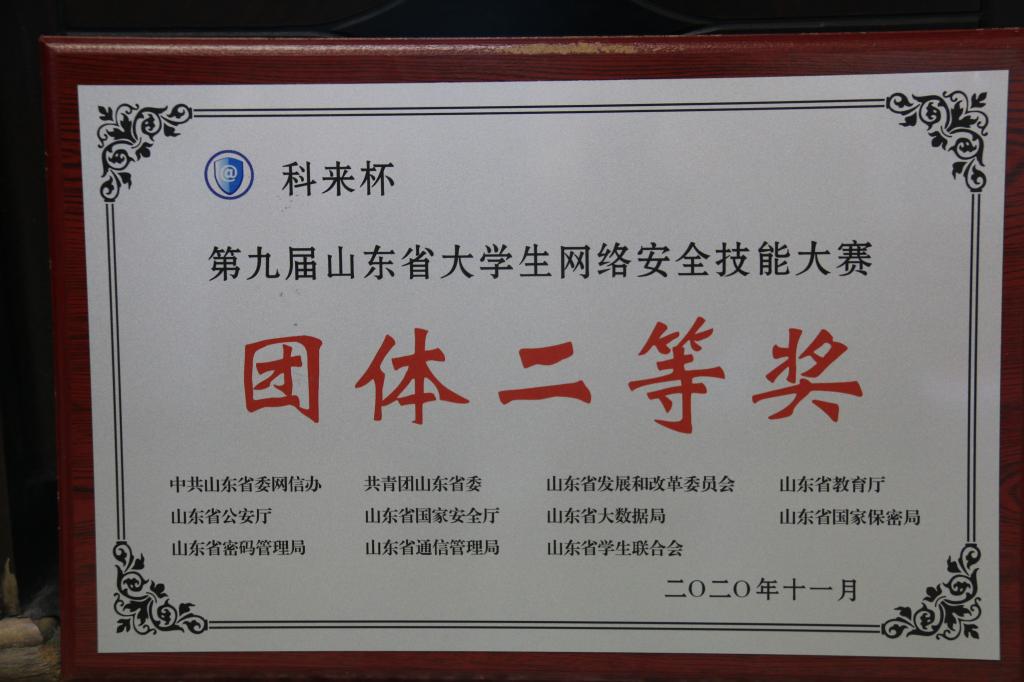 @
科来杯
第九届山东省大学生网络安全技能大赛
团体二等奖
中共山东省委网信办 共青团山东省委 山东省发展和改革委员会 山东省教育厅
山东省公安厅 山东省国家安全厅 山东省大数据局 山东省国家保密局
山东省密码管理局 山东省通信管理局 山东省学生联合会
二〇二〇年十一月